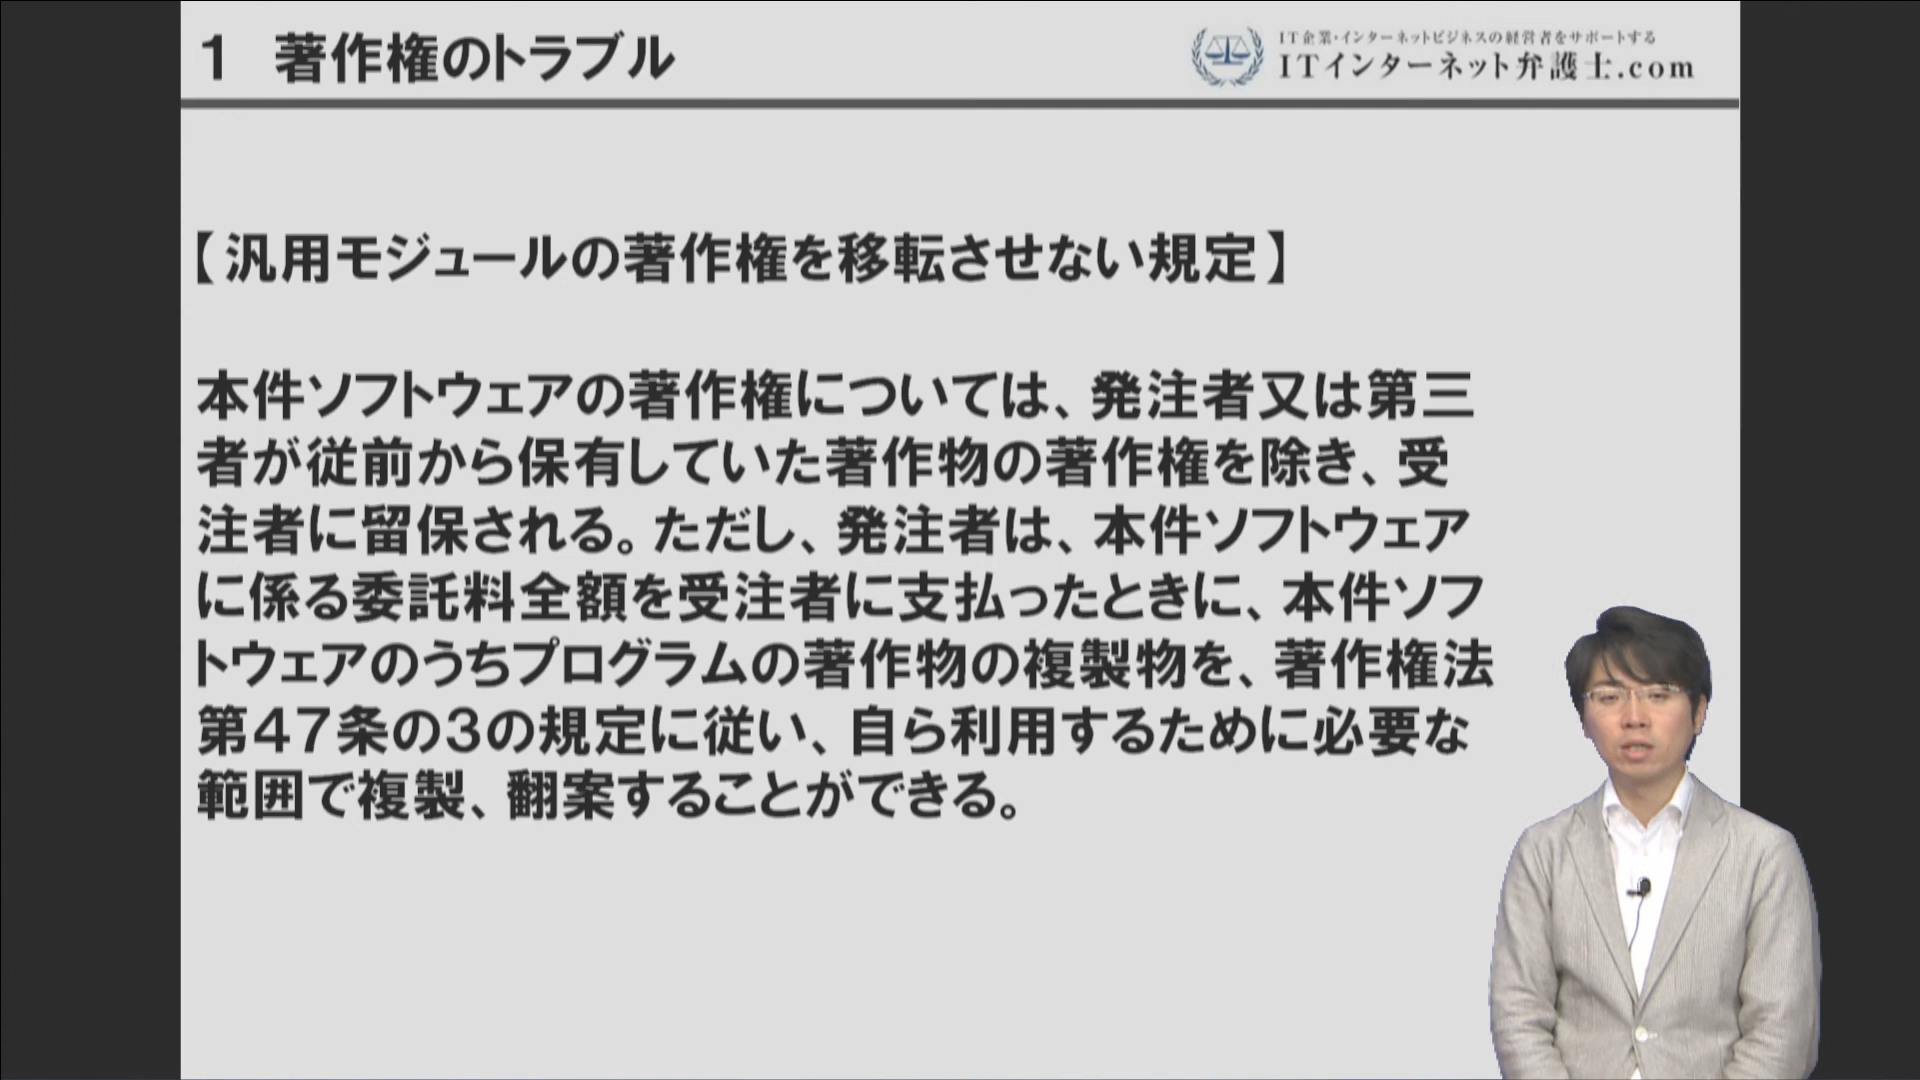 1 著作権のトラブル
IT企業・インターネットビジネスの経営者をサポートする
ITインターネット弁護士.com
【汎用モジュールの著作権を移転させない規定】
本件ソフトウェアの著作権については、発注者又は第三
者が従前から保有していた著作物の著作権を除き、受
注者に留保される。ただし、発注者は、本件ソフトウェア
に係る委託料全額を受注者に支払ったときに、本件ソフ
トウェアのうちプログラムの著作物の複製物を、著作権法
第47条の3の規定に従い、自ら利用するために必要な
範囲で複製、翻案することができる。